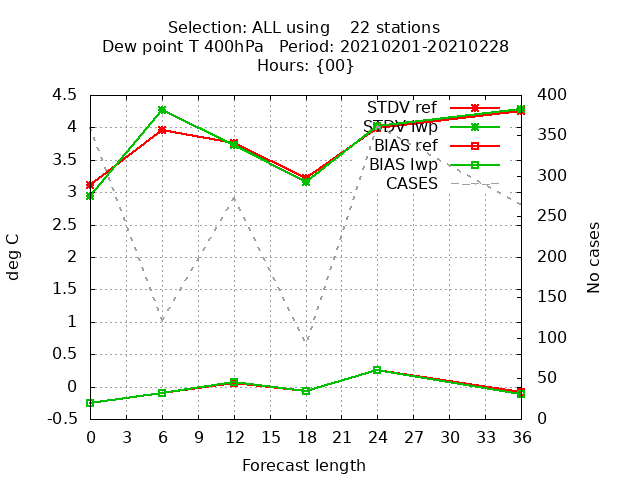 Selection: ALL using    22 stations
Dew point T 400hPa   Period: 20210201-20210228
Hours: {00}
4.5
4
3.5
3
2.5
2
1.5
1
0.5
0
-0.5
deg C
STDV ref
STDV lwp
BIAS ref
BIAS lwp
CASES
400
350
300
250
200
150
100
50
0
No cases
0 3 6 9 12 15 18 21 24 27 30 33 36
Forecast length